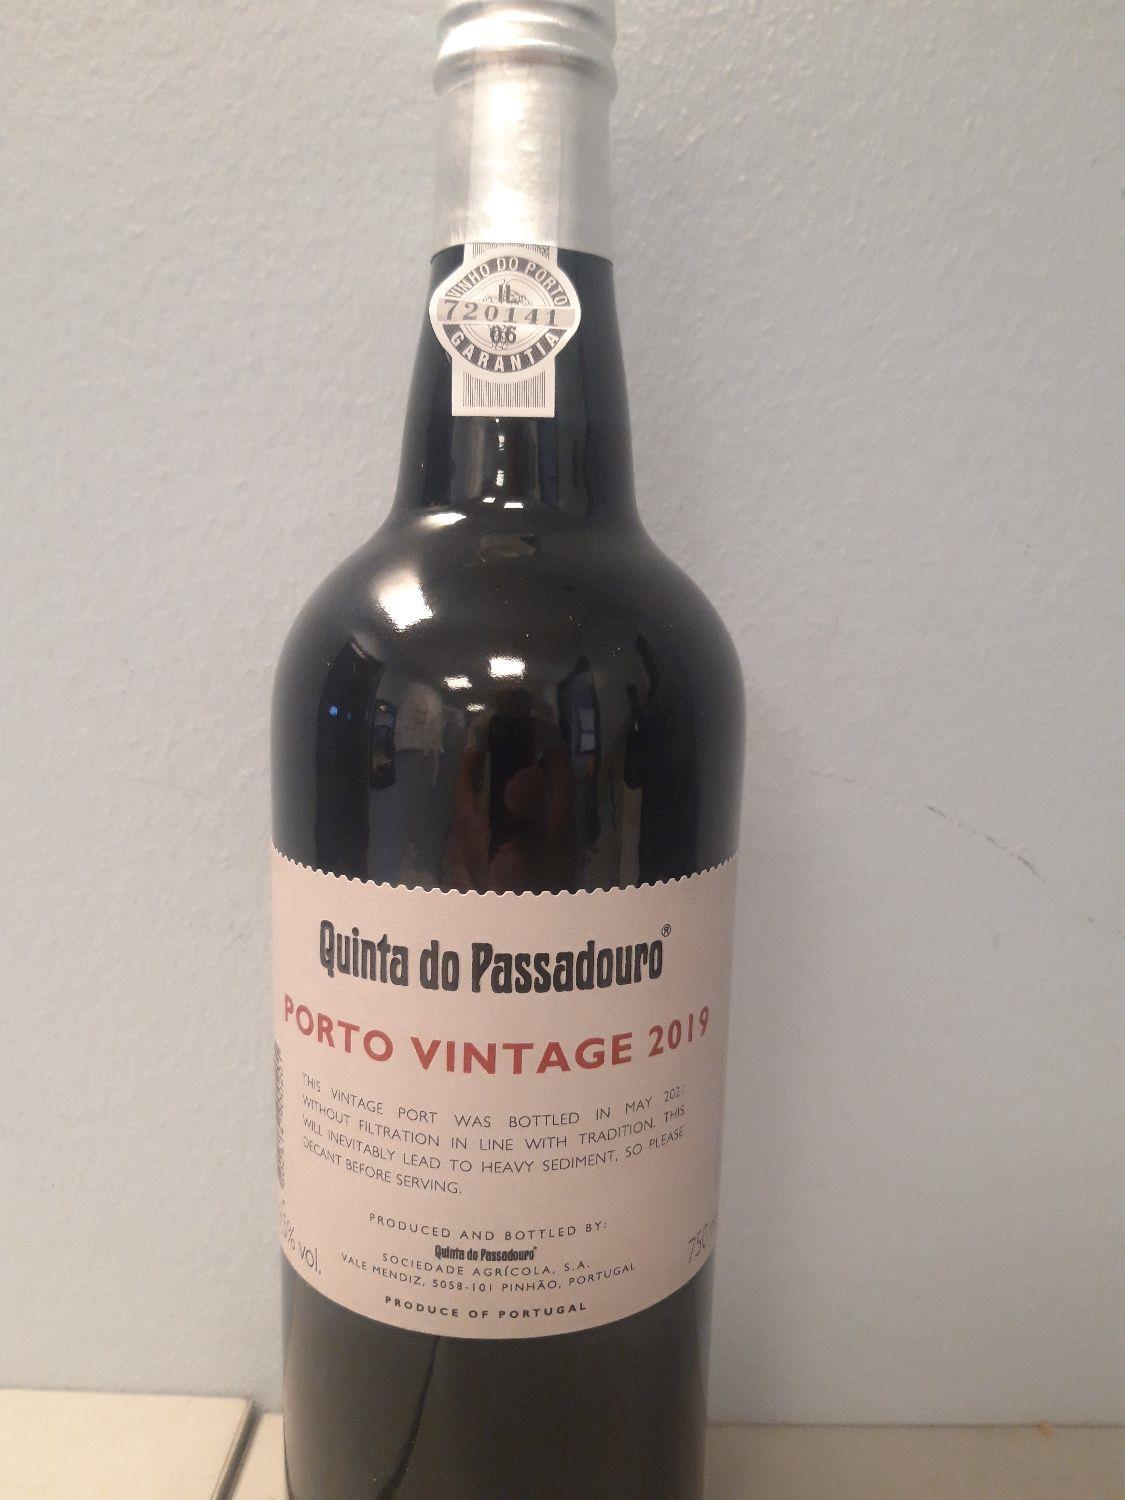 VINHO DO PORTO
IL
720141
06
GARANTIA
Quinta do Passadouro®
PORTO VINTAGE 2019
THIS VINTAGE PORT WAS BOTTLED IN MAY
WITHOUT FILTRATION IN LINE WITH TRADITION. THIS
WILL INEVITABLY LEAD TO HEAVY SEDIMENT, SO PLEASE
DECANT BEFORE SERVING.
PRODUCED AND BOTTLED BY:
Quinta do Passadouro
SOCIEDADE AGRÍCOLA, S.A.
VALE MENDIZ, 5058-101 PINHÃO, PORTUGAL
vol.
750
PRODUCE OF PORTUGAL